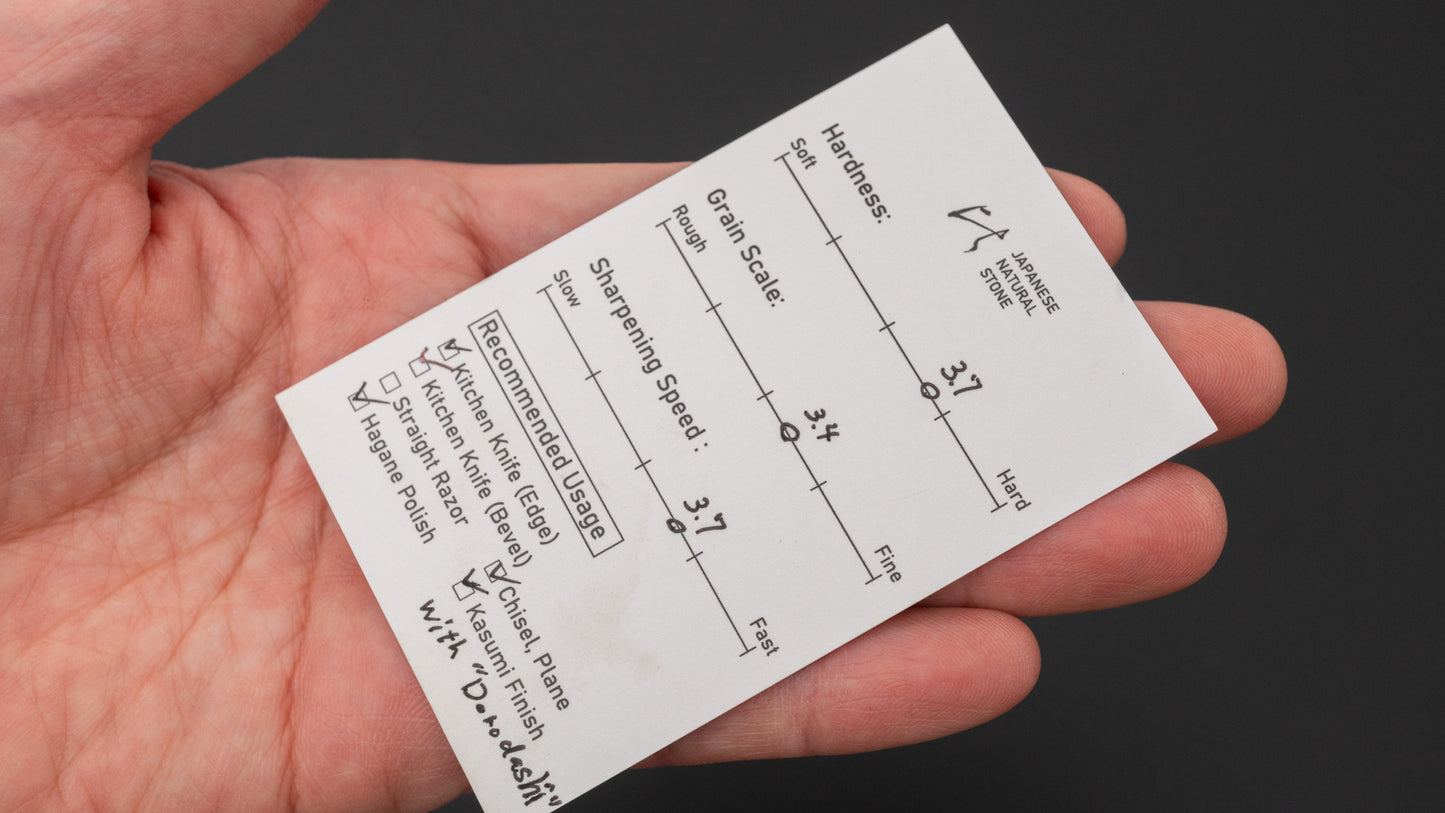 JAPANESE
NATURAL
STONE
Hardness:
3.7
Soft
Hard
Grain Scale:
3.4
Rough
Fine
Sharpening Speed :
3.7
Slow
Fast
Recommended Usage
Kitchen Knife (Edge)
Chisel, Plane
Kitchen Knife (Bevel)
Kasumi Finish
Straight Razor
with "Dorodashi"
Hagane Polish